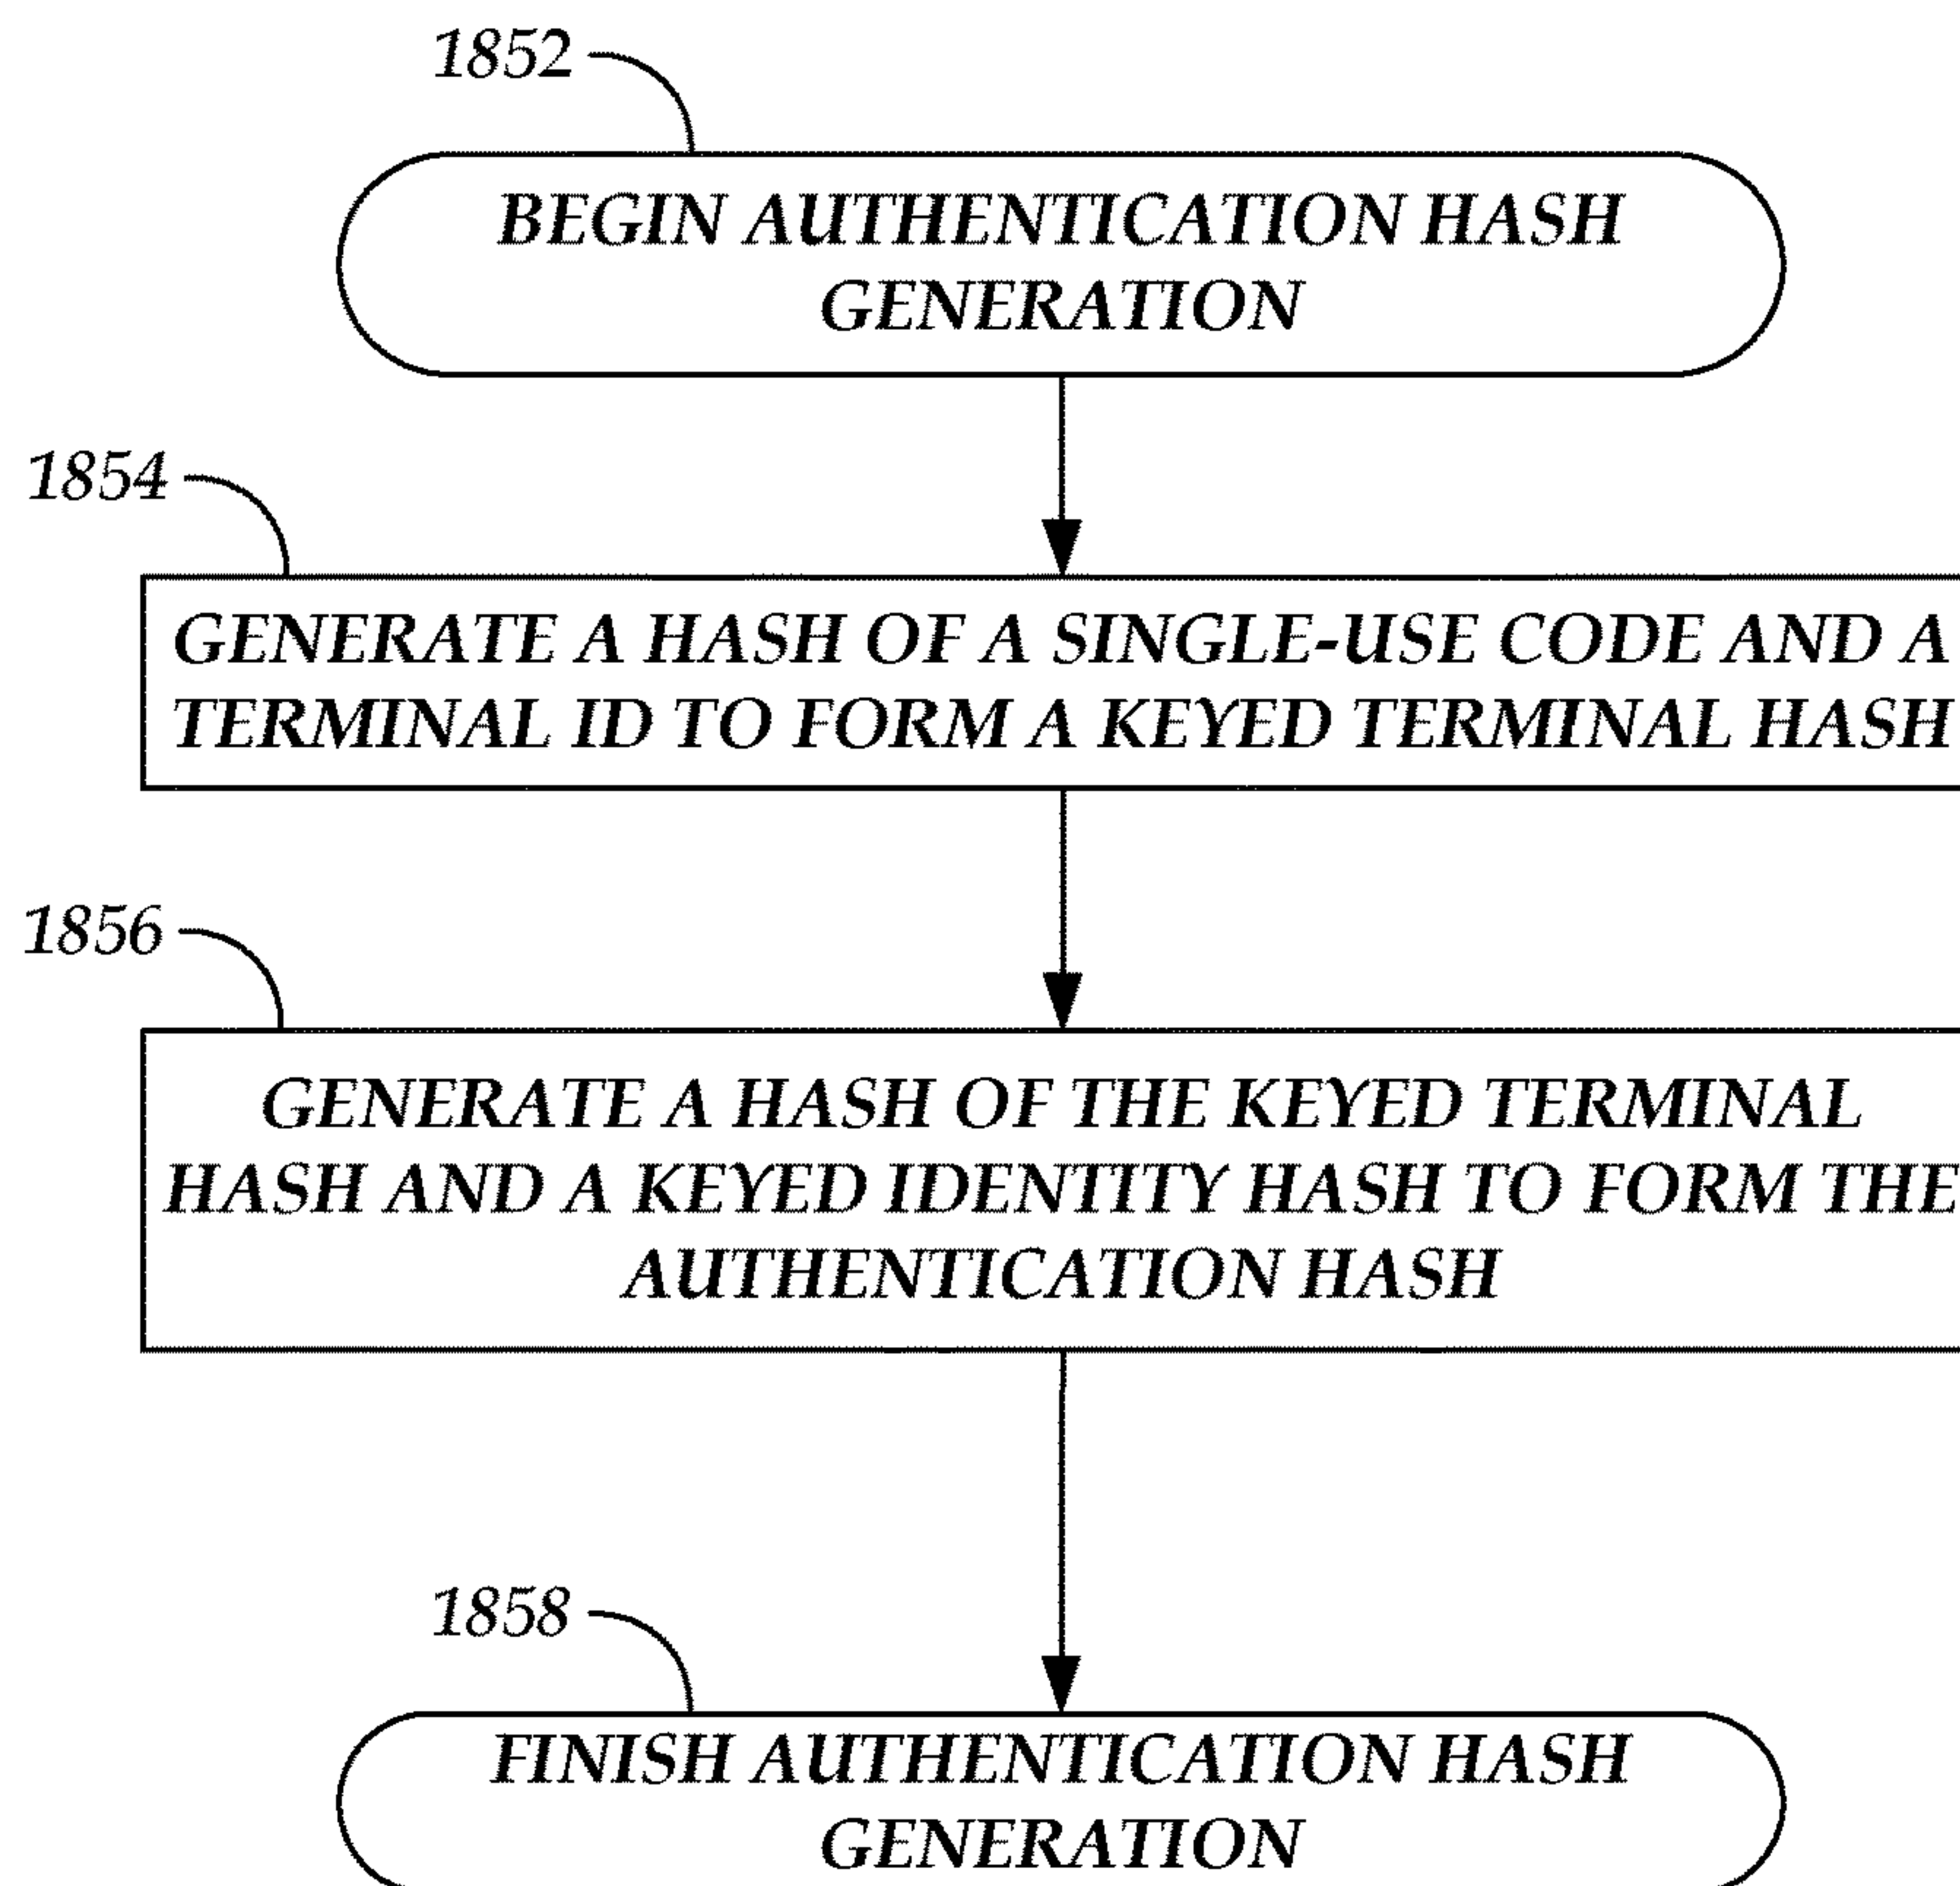 1852
BEGIN AUTHENTICATION HASH
GENERATION
1854
GENERATE A HASH OF A SINGLE-USE CODE AND A
TERMINAL ID TO FORM A KEYED TERMINAL HASH
1856
GENERATE A HASH OF THE KEYED TERMINAL
HASH AND A KEYED IDENTITY HASH TO FORM THE
AUTHENTICATION HASH
1858
FINISH AUTHENTICATION HASH
GENERATION